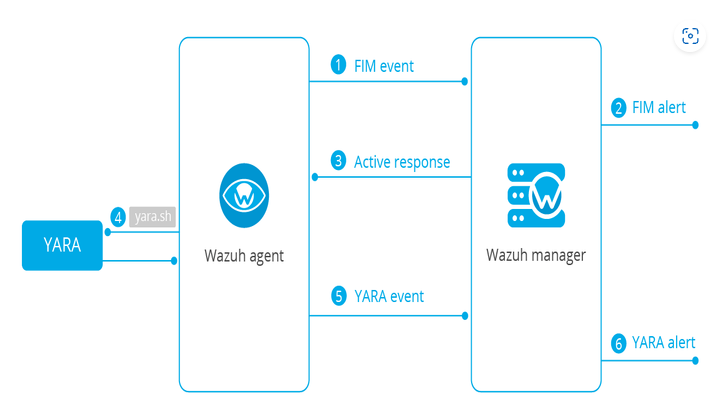 1 FIM event
2 FIM alert
3 Active response
4 yara.sh
YARA
Wazuh agent
Wazuh manager
5 YARA event
6 YARA alert